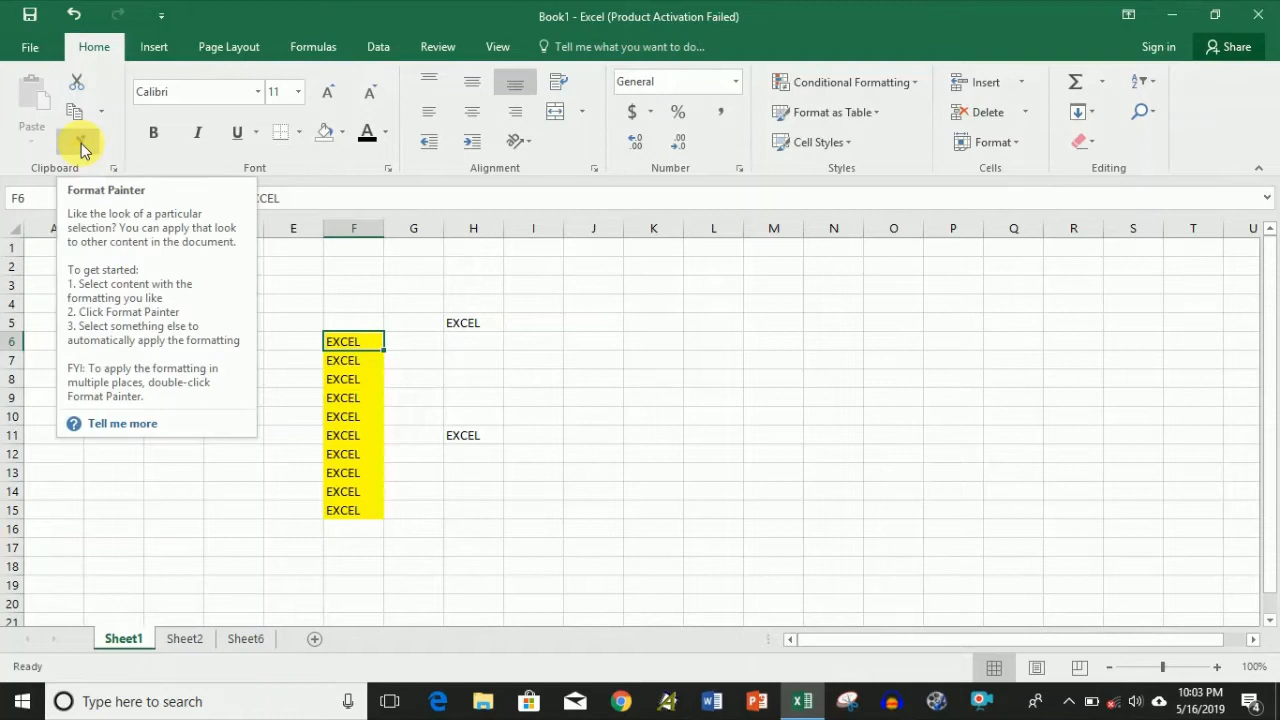 Book1 - Excel (Product Activation Failed)
File Home Insert Page Layout Formulas Data Review View Tell me what you want to do... Sign in Share
Paste
Calibri 11
B I U A
General
$ % ,
Conditional Formatting
Format as Table
Cell Styles
Insert
Delete
Format
Clipboard Font Alignment Number Styles Cells Editing
F6 XCEL
Format Painter
Like the look of a particular
selection? You can apply that look
to other content in the document.
To get started:
1. Select content with the
formatting you like
2. Click Format Painter
3. Select something else to
automatically apply the formatting
FYI: To apply the formatting in
multiple places, double-click
Format Painter.
Tell me more
A E F G H I J K L M N O P Q R S T U
1
2
3
4
5 EXCEL
6 EXCEL
7 EXCEL
8 EXCEL
9 EXCEL
10 EXCEL
11 EXCEL EXCEL
12 EXCEL
13 EXCEL
14 EXCEL
15 EXCEL
16
17
18
19
20
21
Sheet1 Sheet2 Sheet6
Ready 100%
Type here to search
10:03 PM
5/16/2019
4